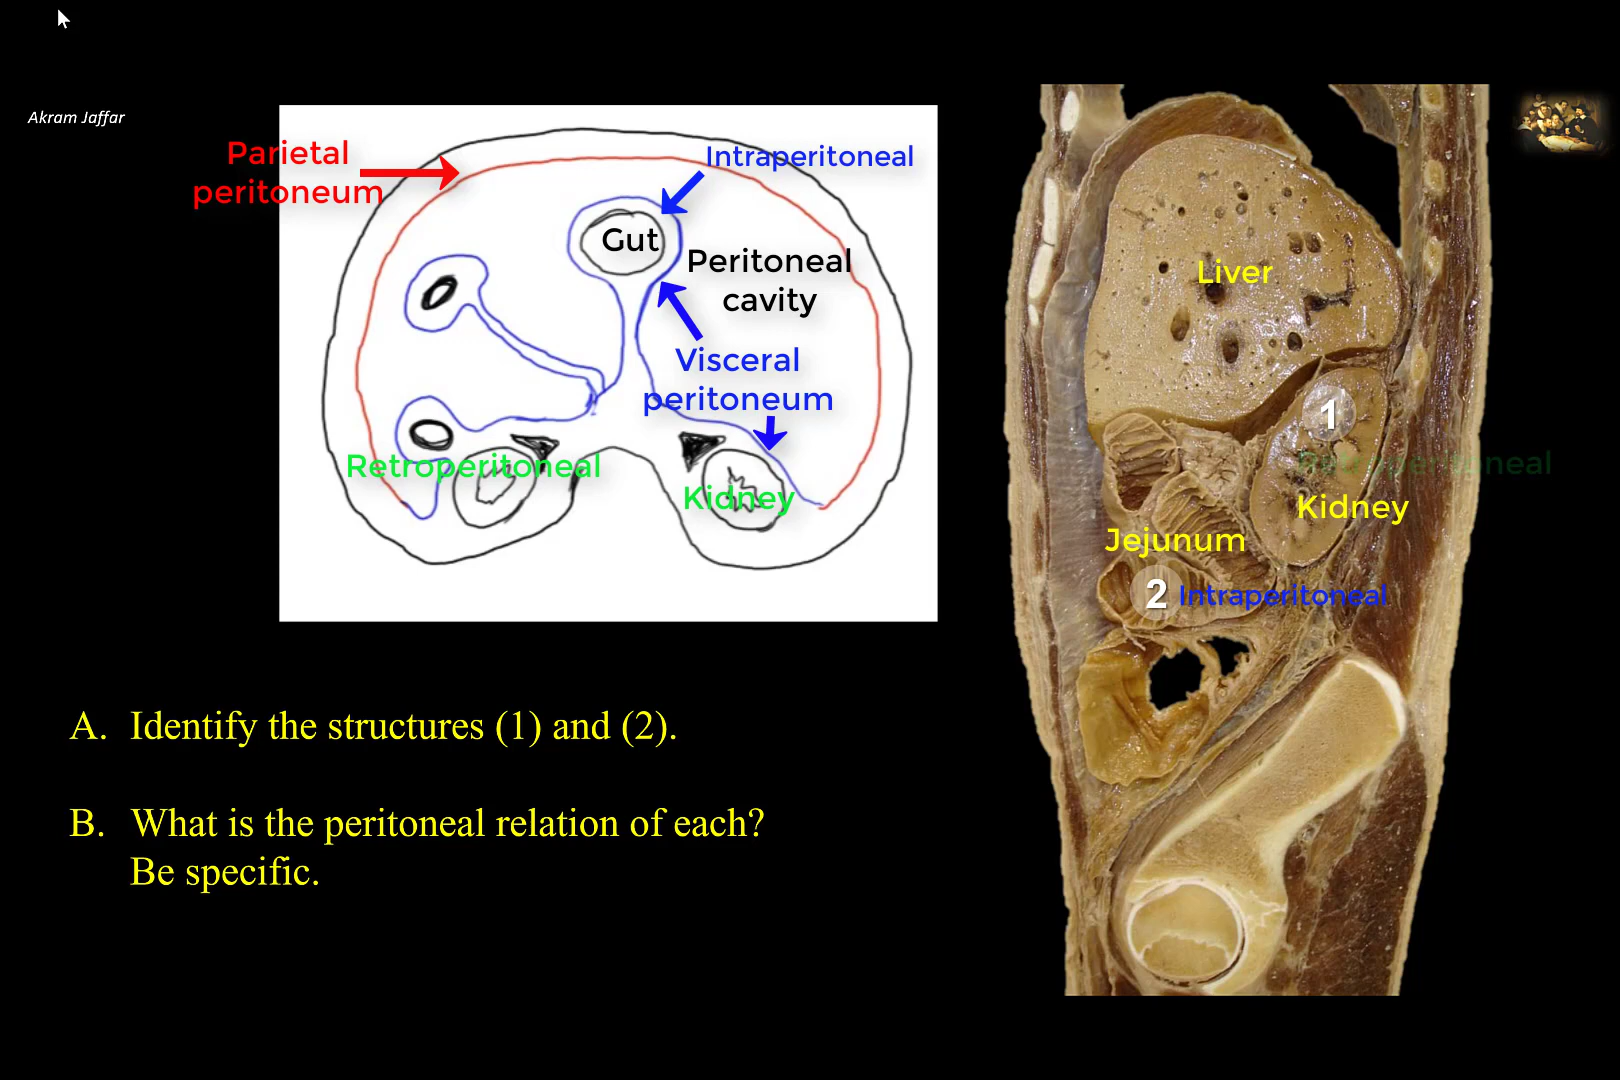 Akram Jaffar
Parietal
peritoneum
Intraperitoneal
Gut
Peritoneal
cavity
Visceral
peritoneum
Retroperitoneal
Kidney
Liver
1
Retroperitoneal
Kidney
Jejunum
2 Intraperitoneal
A. Identify the structures (1) and (2).
B. What is the peritoneal relation of each?
Be specific.